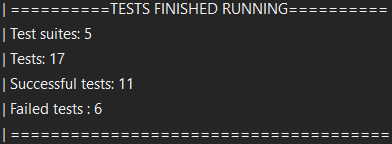 | ==========TESTS FINISHED RUNNING==========
| Test suites: 5
| Tests: 17
| Successful tests: 11
| Failed tests : 6
| ======================================